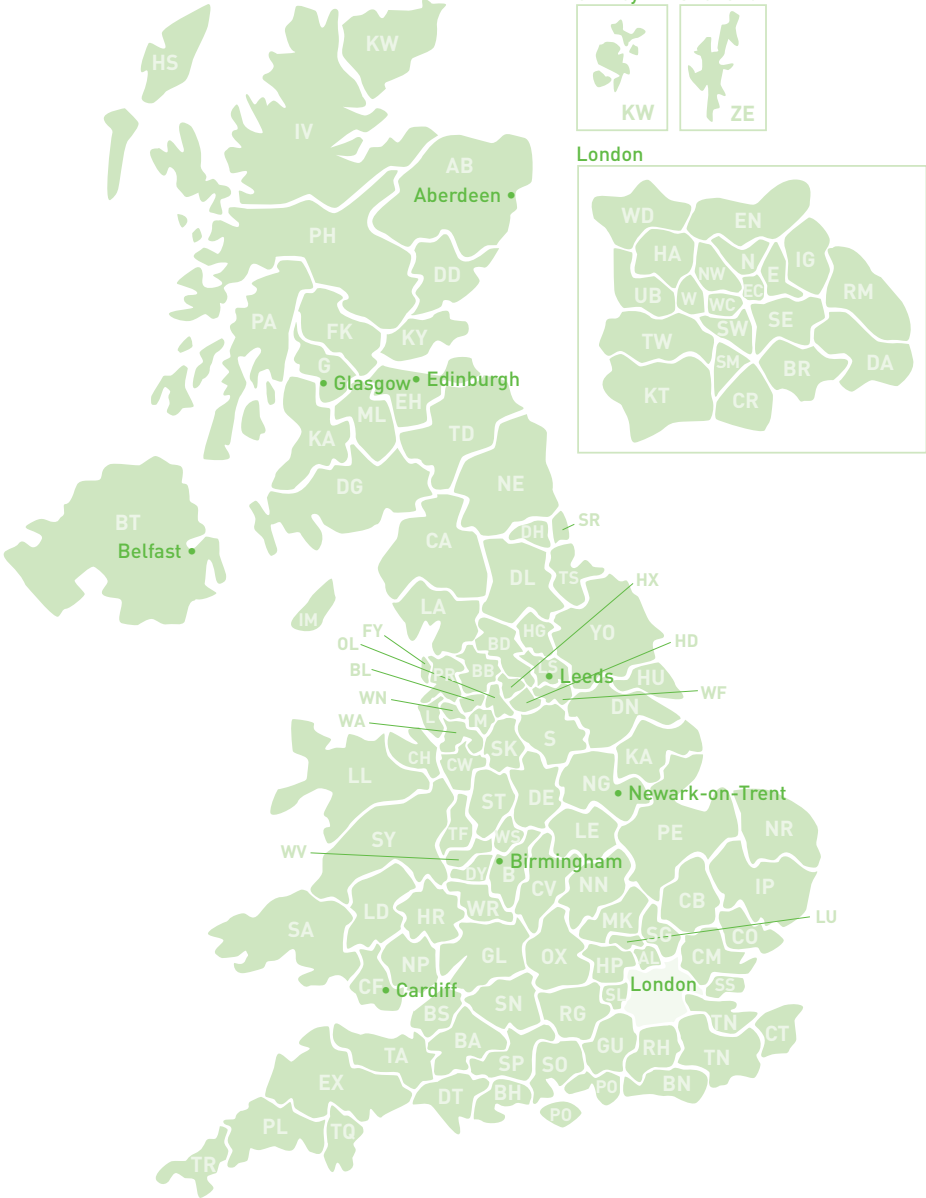 KW
HS
KW
ZE
IV
London
AB
Aberdeen
WD
EN
PH
HA
N
IG
NW
E
DD
RM
UB
W
EC
WC
PA
SE
FK
SW
KY
TW
G
SM
BR
DA
Glasgow
Edinburgh
KT
EH
CR
ML
KA
TD
DG
NE
BT
SR
DH
Belfast
CA
DL
TS
HX
LA
IM
FY
HG
YO
OL
BD
HD
BL
PR
BB
LS
Leeds
HU
WN
WF
L
M
DN
WA
S
CH
CW
SK
KA
LL
NG
ST
DE
Newark-on-Trent
SY
TF
WS
LE
PE
NR
WV
Birmingham
DY
B
CV
NN
IP
LD
HR
WR
MK
CB
LU
SA
SG
CO
NP
GL
OX
HP
AL
CM
CF
Cardiff
London
SL
SS
BS
SN
RG
TN
CT
BA
GU
RH
TA
SP
SO
TN
EX
DT
BH
PO
BN
PL
TQ
PO
TR